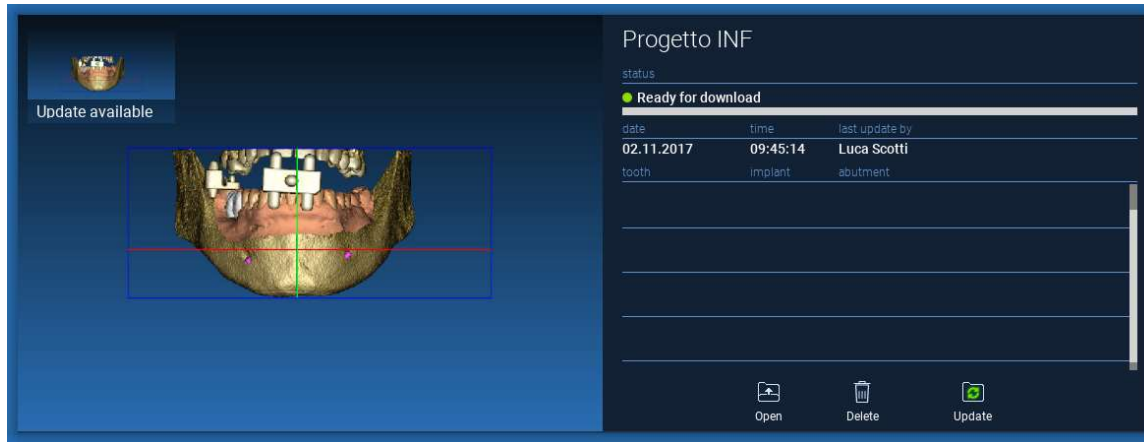 Update available
Progetto INF
status
Ready for download
date time last update by
02.11.2017 09:45:14 Luca Scotti
tooth implant abutment
Open Delete Update